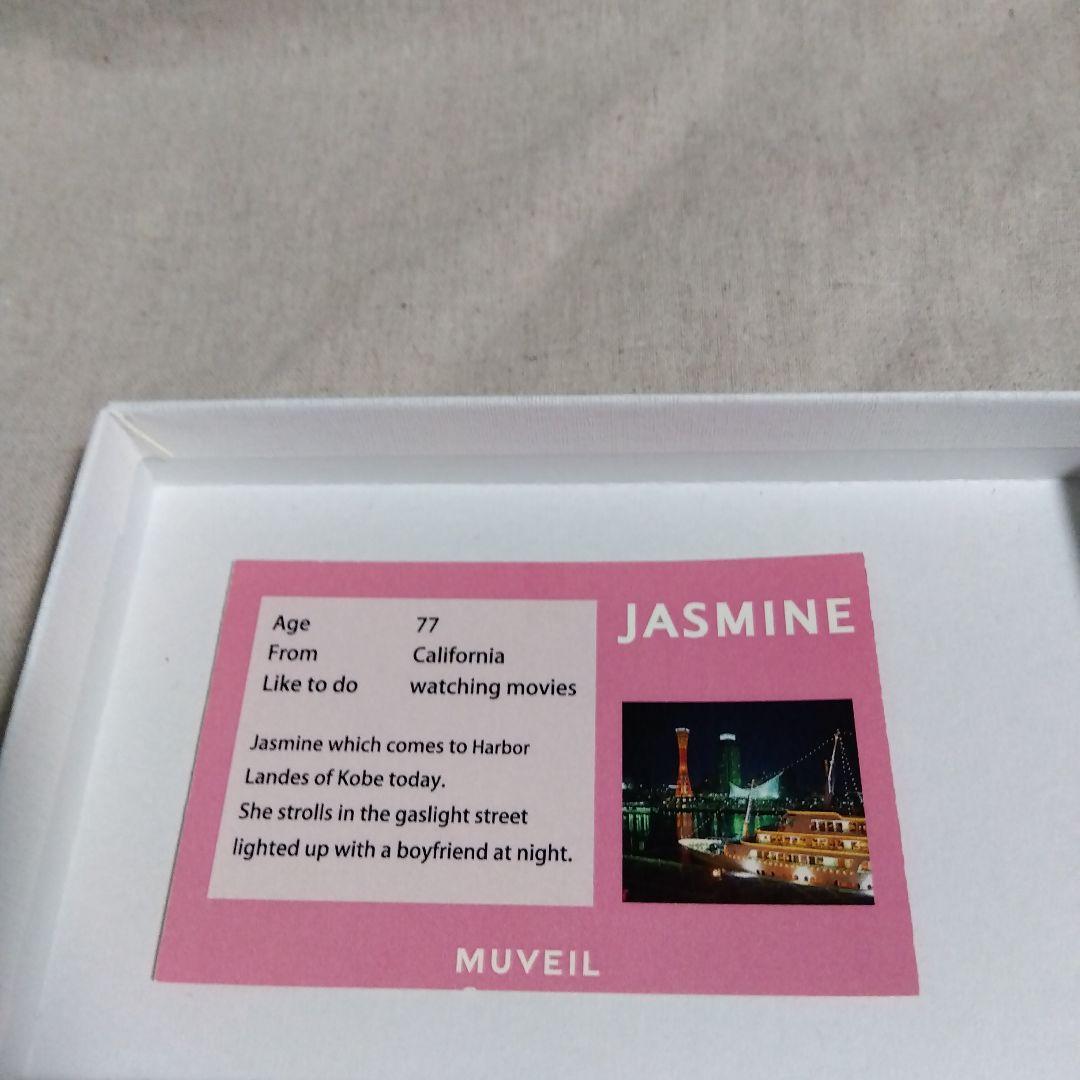 JASMINE
Age 77
From California
Like to do watching movies
Jasmine which comes to Harbor
Landes of Kobe today.
She strolls in the gaslight street
lighted up with a boyfriend at night.
MUVEIL